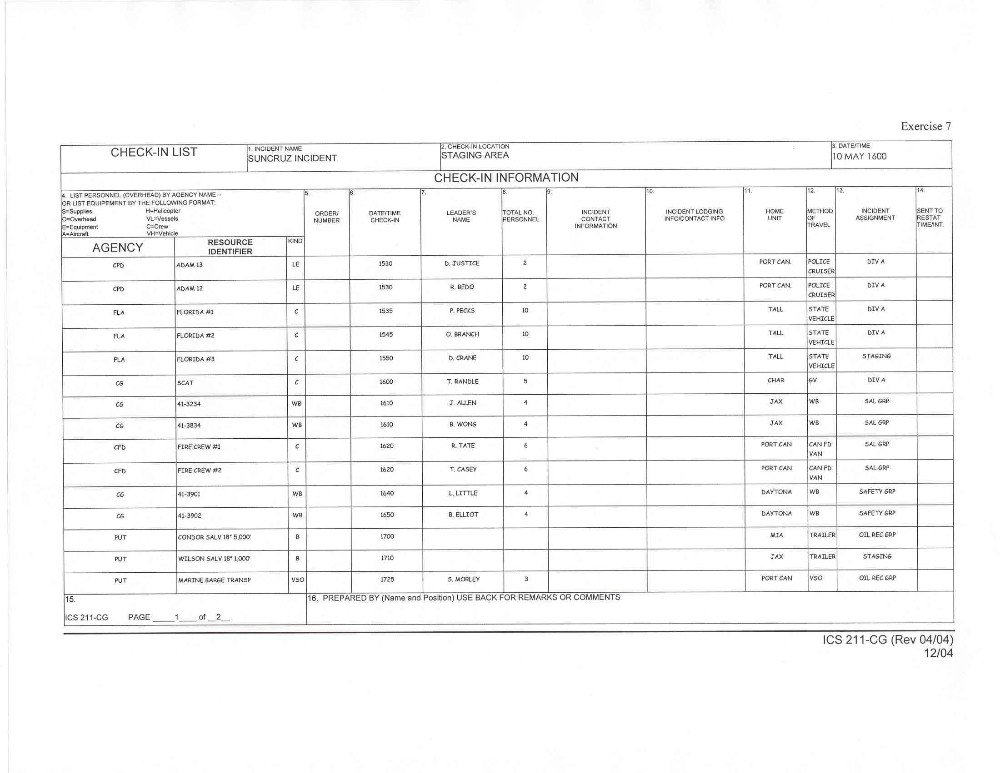 Exercise 7
CHECK-IN LIST
1. INCIDENT NAME
SUNCRUZ INCIDENT
2. CHECK-IN LOCATION
STAGING AREA
3. DATE/TIME
10 MAY 1600
CHECK-IN INFORMATION
4. LIST PERSONNEL (OVERHEAD) BY AGENCY NAME –
OR LIST EQUIPEMENT BY THE FOLLOWING FORMAT:
S=Supplies H=Helicopter
O=Overhead VL=Vessels
E=Equipment C=Crew
A=Aircraft VH=Vehicle
AGENCY
RESOURCE
IDENTIFIER
KIND
5.
ORDER/
NUMBER
6.
DATE/TIME
CHECK-IN
7.
LEADER'S
NAME
8.
TOTAL NO.
PERSONNEL
9.
INCIDENT
CONTACT
INFORMATION
10.
INCIDENT LODGING
INFO/CONTACT INFO
11.
HOME
UNIT
12.
METHOD
OF
TRAVEL
13.
INCIDENT
ASSIGNMENT
14.
SENT TO
RESTAT
TIME/INT.
CPD ADAM 13 LE 1530 D. JUSTICE 2 PORT CAN. POLICE DIV A
CRUISER
CPD ADAM 12 LE 1530 R. BEDO 2 PORT CAN. POLICE DIV A
CRUISER
FLA FLORIDA #1 C 1535 P. PECKS 10 TALL STATE DIV A
VEHICLE
FLA FLORIDA #2 C 1545 O. BRANCH 10 TALL STATE DIV A
VEHICLE
FLA FLORIDA #3 C 1550 D. CRANE 10 TALL STATE STAGING
VEHICLE
CG SCAT C 1600 T. RANDLE 5 CHAR GV DIV A
CG 41-3234 WB 1610 J. ALLEN 4 JAX WB SAL GRP
CG 41-3834 WB 1610 B. WONG 4 JAX WB SAL GRP
CFD FIRE CREW #1 C 1620 R. TATE 6 PORT CAN CAN FD SAL GRP
VAN
CFD FIRE CREW #2 C 1620 T. CASEY 6 PORT CAN CAN FD SAL GRP
VAN
CG 41-3901 WB 1640 L. LITTLE 4 DAYTONA WB SAFETY GRP
CG 41-3902 WB 1650 B. ELLIOT 4 DAYTONA WB SAFETY GRP
PUT CONDOR SALV 18" 5,000' B 1700 MIA TRAILER OIL REC GRP
PUT WILSON SALV 18" 1,000' B 1710 JAX TRAILER STAGING
PUT MARINE BARGE TRANSP VSO 1725 S. MORLEY 3 PORT CAN VSO OIL REC GRP
15.
ICS 211-CG PAGE _____1____ of __2__
16. PREPARED BY (Name and Position) USE BACK FOR REMARKS OR COMMENTS
ICS 211-CG (Rev 04/04)
12/04